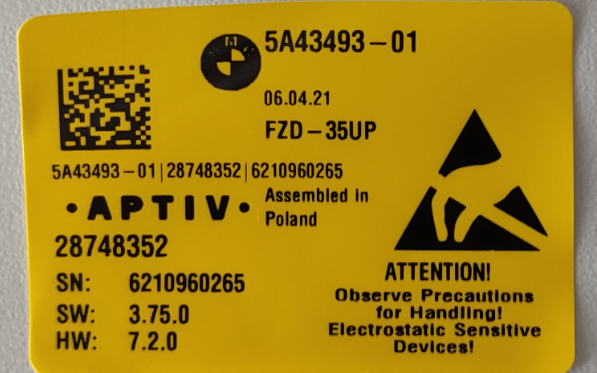 5A43493-01
06.04.21
FZD-35UP
5A43493-01|28748352|6210960265
• APTIV •
Assembled in
Poland
28748352
SN: 6210960265
SW: 3.75.0
HW: 7.2.0
ATTENTION!
Observe Precautions
for Handling!
Electrostatic Sensitive
Devices!